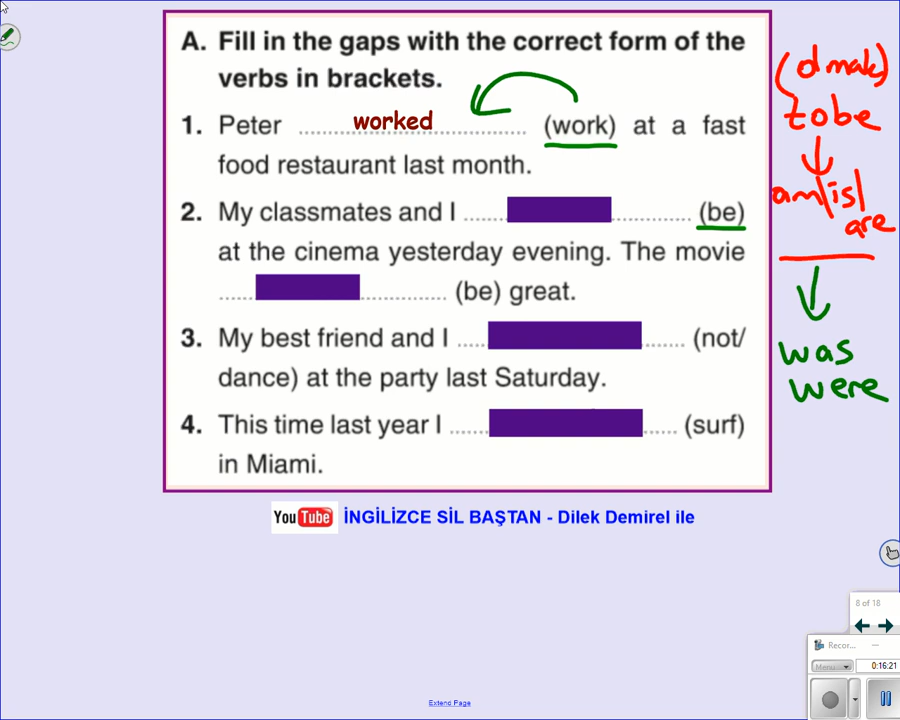 A. Fill in the gaps with the correct form of the
verbs in brackets.
1. Peter ........ worked ........ (work) at a fast
food restaurant last month.
2. My classmates and I ........ (be)
at the cinema yesterday evening. The movie
........ (be) great.
3. My best friend and I ........ (not/
dance) at the party last Saturday.
4. This time last year I ........ (surf)
in Miami.
You Tube İNGİLİZCE SİL BAŞTAN - Dilek Demirel ile
(olmak)
to be
am/is/
are
was
were
8 of 18
Recor...
Menu
0:16:21
Extend Page